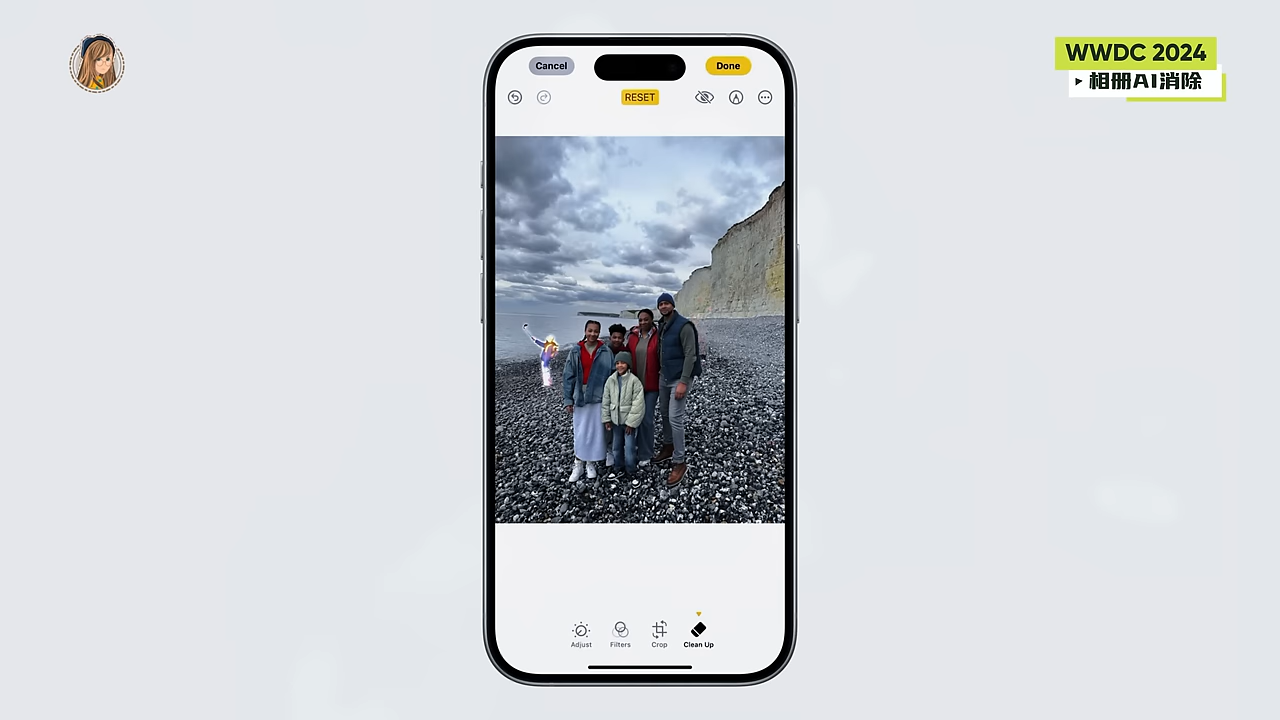 WWDC 2024
▸ 相册AI消除
Cancel
Done
RESET
Adjust
Filters
Crop
Clean Up